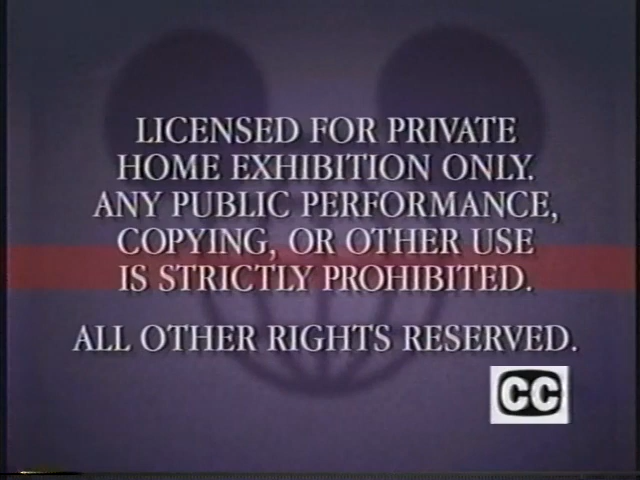 LICENSED FOR PRIVATE
HOME EXHIBITION ONLY.
ANY PUBLIC PERFORMANCE,
COPYING, OR OTHER USE
IS STRICTLY PROHIBITED.
ALL OTHER RIGHTS RESERVED.
CC